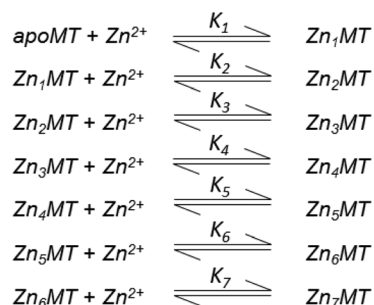 apoMT + Zn²⁺ K₁ Zn₁MT
Zn₁MT + Zn²⁺ K₂ Zn₂MT
Zn₂MT + Zn²⁺ K₃ Zn₃MT
Zn₃MT + Zn²⁺ K₄ Zn₄MT
Zn₄MT + Zn²⁺ K₅ Zn₅MT
Zn₅MT + Zn²⁺ K₆ Zn₆MT
Zn₆MT + Zn²⁺ K₇ Zn₇MT